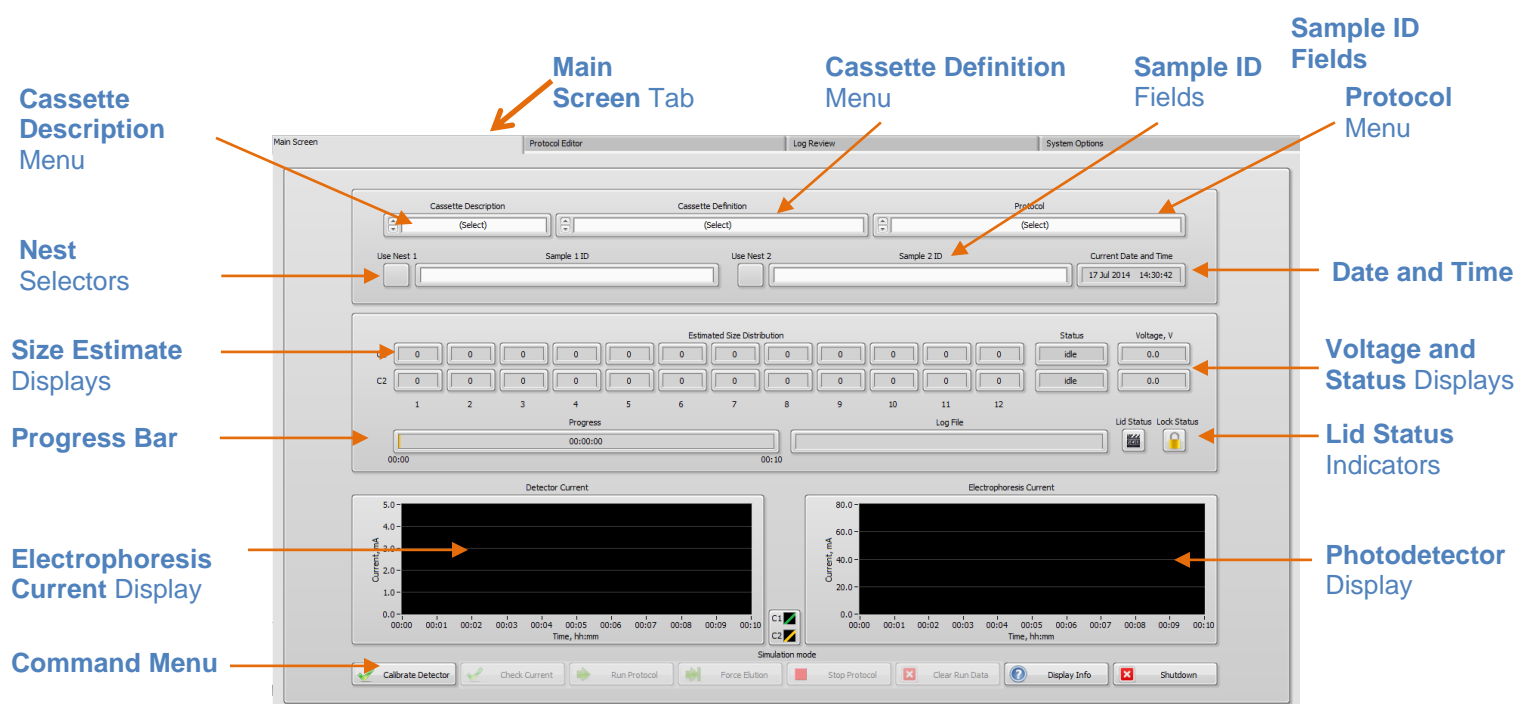 Sample ID
Fields
Main
Screen Tab
Cassette Definition
Menu
Sample ID
Fields
Cassette
Description
Menu
Protocol
Menu
Main Screen
Protocol Editor
Log Review
System Options
Cassette Description
Cassette Definition
Protocol
(Select)
(Select)
(Select)
Nest
Selectors
Use Nest 1
Sample 1 ID
Use Nest 2
Sample 2 ID
Current Date and Time
17 Jul 2014 14:30:42
Date and Time
Size Estimate
Displays
Estimated Size Distribution
Status
Voltage, V
0 0 0 0 0 0 0 0 0 0 0 0 idle 0.0
C2 0 0 0 0 0 0 0 0 0 0 0 0 idle 0.0
1 2 3 4 5 6 7 8 9 10 11 12
Voltage and
Status Displays
Progress Bar
Progress
00:00:00
00:00 00:10
Log File
Lid Status Lock Status
Lid Status
Indicators
Detector Current
Electrophoresis Current
Electrophoresis
Current Display
Current, mA
5.0
4.0
3.0
2.0
1.0
0.0
00:00 00:01 00:02 00:03 00:04 00:05 00:06 00:07 00:08 00:09 00:10
Time, hh:mm
C1
C2
Current, mA
80.0
60.0
40.0
20.0
0.0
00:00 00:01 00:02 00:03 00:04 00:05 00:06 00:07 00:08 00:09 00:10
Time, hh:mm
Photodetector
Display
Command Menu
Simulation mode
Calibrate Detector
Check Current
Run Protocol
Force Elution
Stop Protocol
Clear Run Data
Display Info
Shutdown